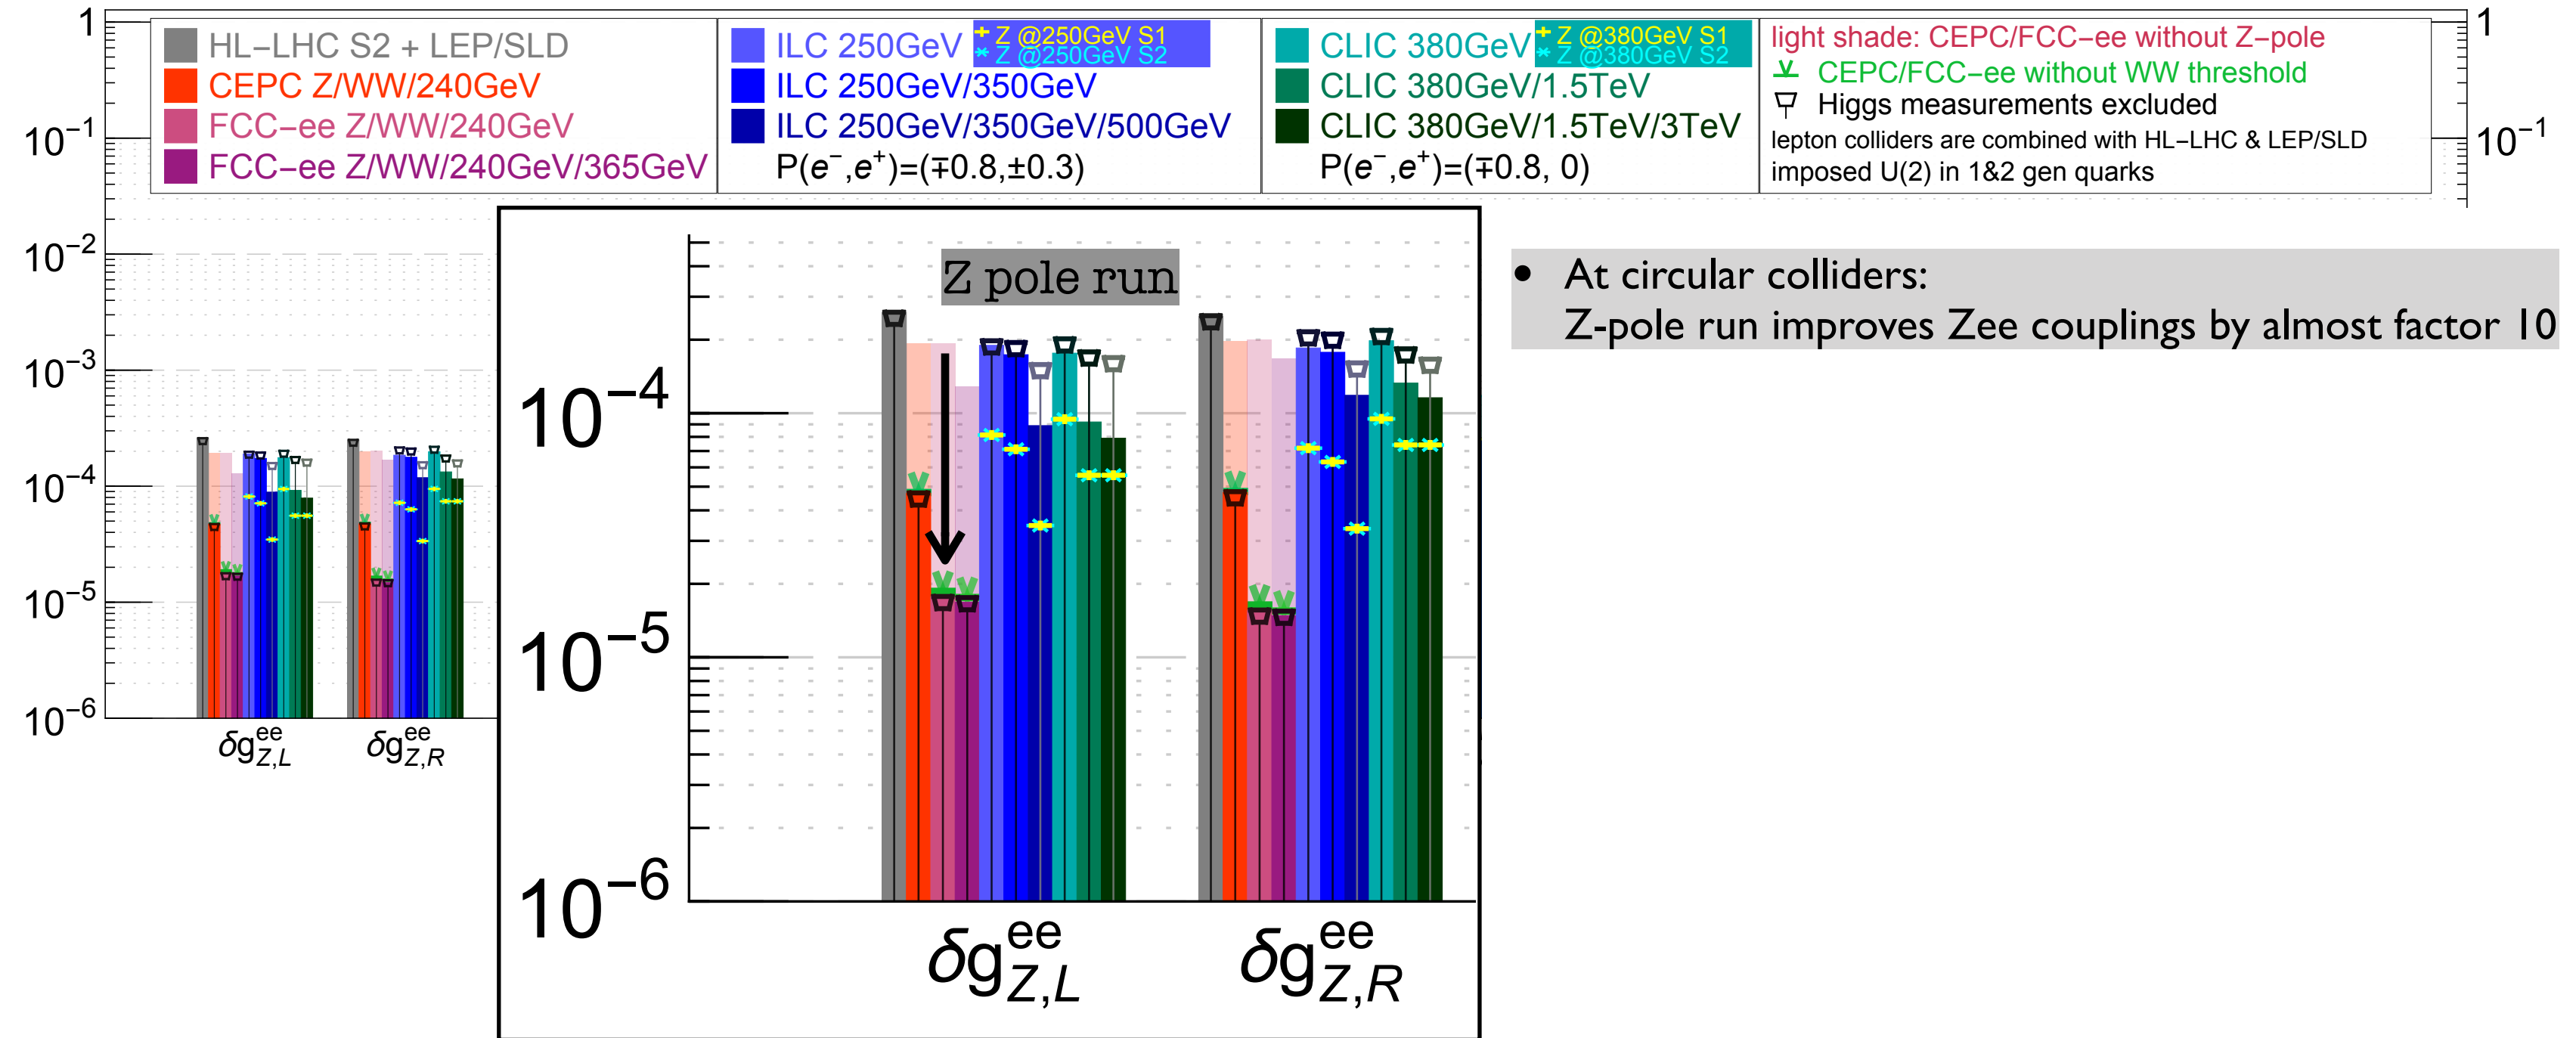 1
10⁻¹
10⁻²
10⁻³
10⁻⁴
10⁻⁵
10⁻⁶
HL−LHC S2 + LEP/SLD
CEPC Z/WW/240GeV
FCC−ee Z/WW/240GeV
FCC−ee Z/WW/240GeV/365GeV
ILC 250GeV
Z @250GeV S1
Z @250GeV S2
ILC 250GeV/350GeV
ILC 250GeV/350GeV/500GeV
P(e⁻,e⁺)=(∓0.8,±0.3)
CLIC 380GeV
Z @380GeV S1
Z @380GeV S2
CLIC 380GeV/1.5TeV
CLIC 380GeV/1.5TeV/3TeV
P(e⁻,e⁺)=(∓0.8, 0)
light shade: CEPC/FCC−ee without Z−pole
CEPC/FCC−ee without WW threshold
Higgs measurements excluded
lepton colliders are combined with HL−LHC & LEP/SLD
imposed U(2) in 1&2 gen quarks
1
10⁻¹
δg^ee_Z,L
δg^ee_Z,R
Z pole run
10⁻⁴
10⁻⁵
10⁻⁶
δg^ee_Z,L
δg^ee_Z,R
• At circular colliders:
Z-pole run improves Zee couplings by almost factor 10